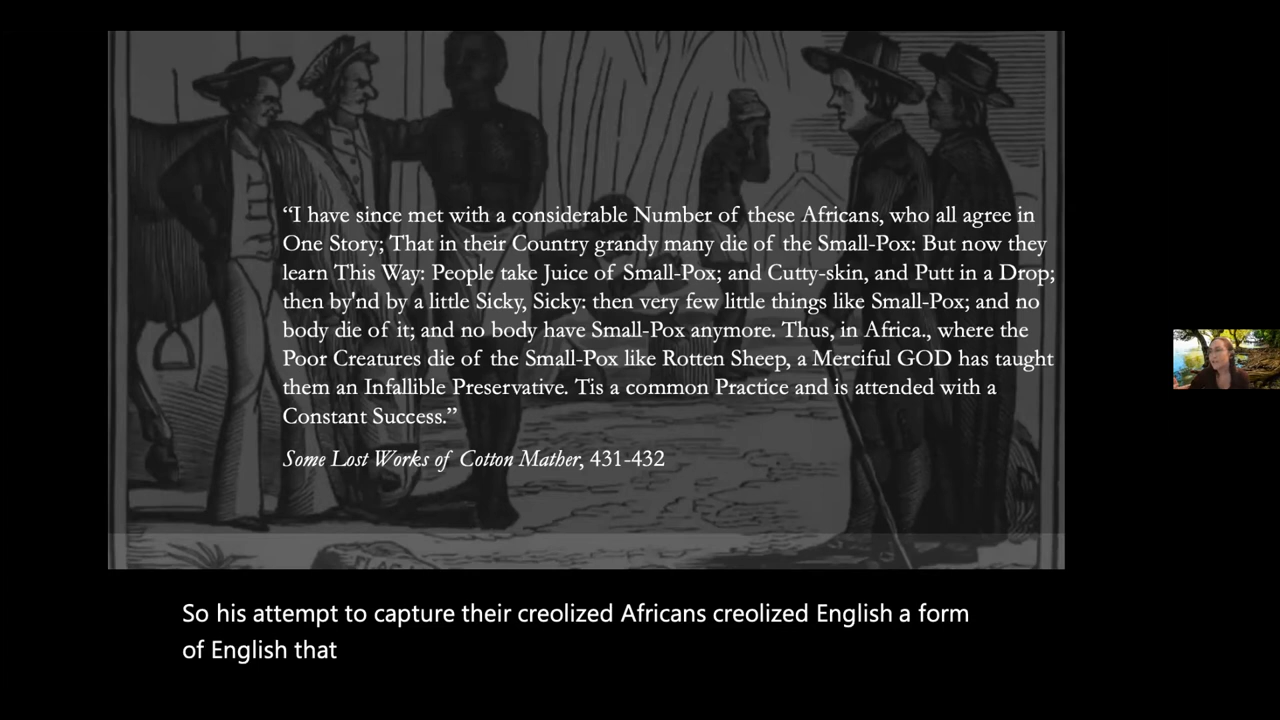 “I have since met with a considerable Number of these Africans, who all agree in
One Story; That in their Country grandy many die of the Small-Pox: But now they
learn This Way: People take Juice of Small-Pox; and Cutty-skin, and Putt in a Drop;
then by'nd by a little Sicky, Sicky: then very few little things like Small-Pox; and no
body die of it; and no body have Small-Pox anymore. Thus, in Africa., where the
Poor Creatures die of the Small-Pox like Rotten Sheep, a Merciful GOD has taught
them an Infallible Preservative. Tis a common Practice and is attended with a
Constant Success.”
Some Lost Works of Cotton Mather, 431-432
So his attempt to capture their creolized Africans creolized English a form
of English that